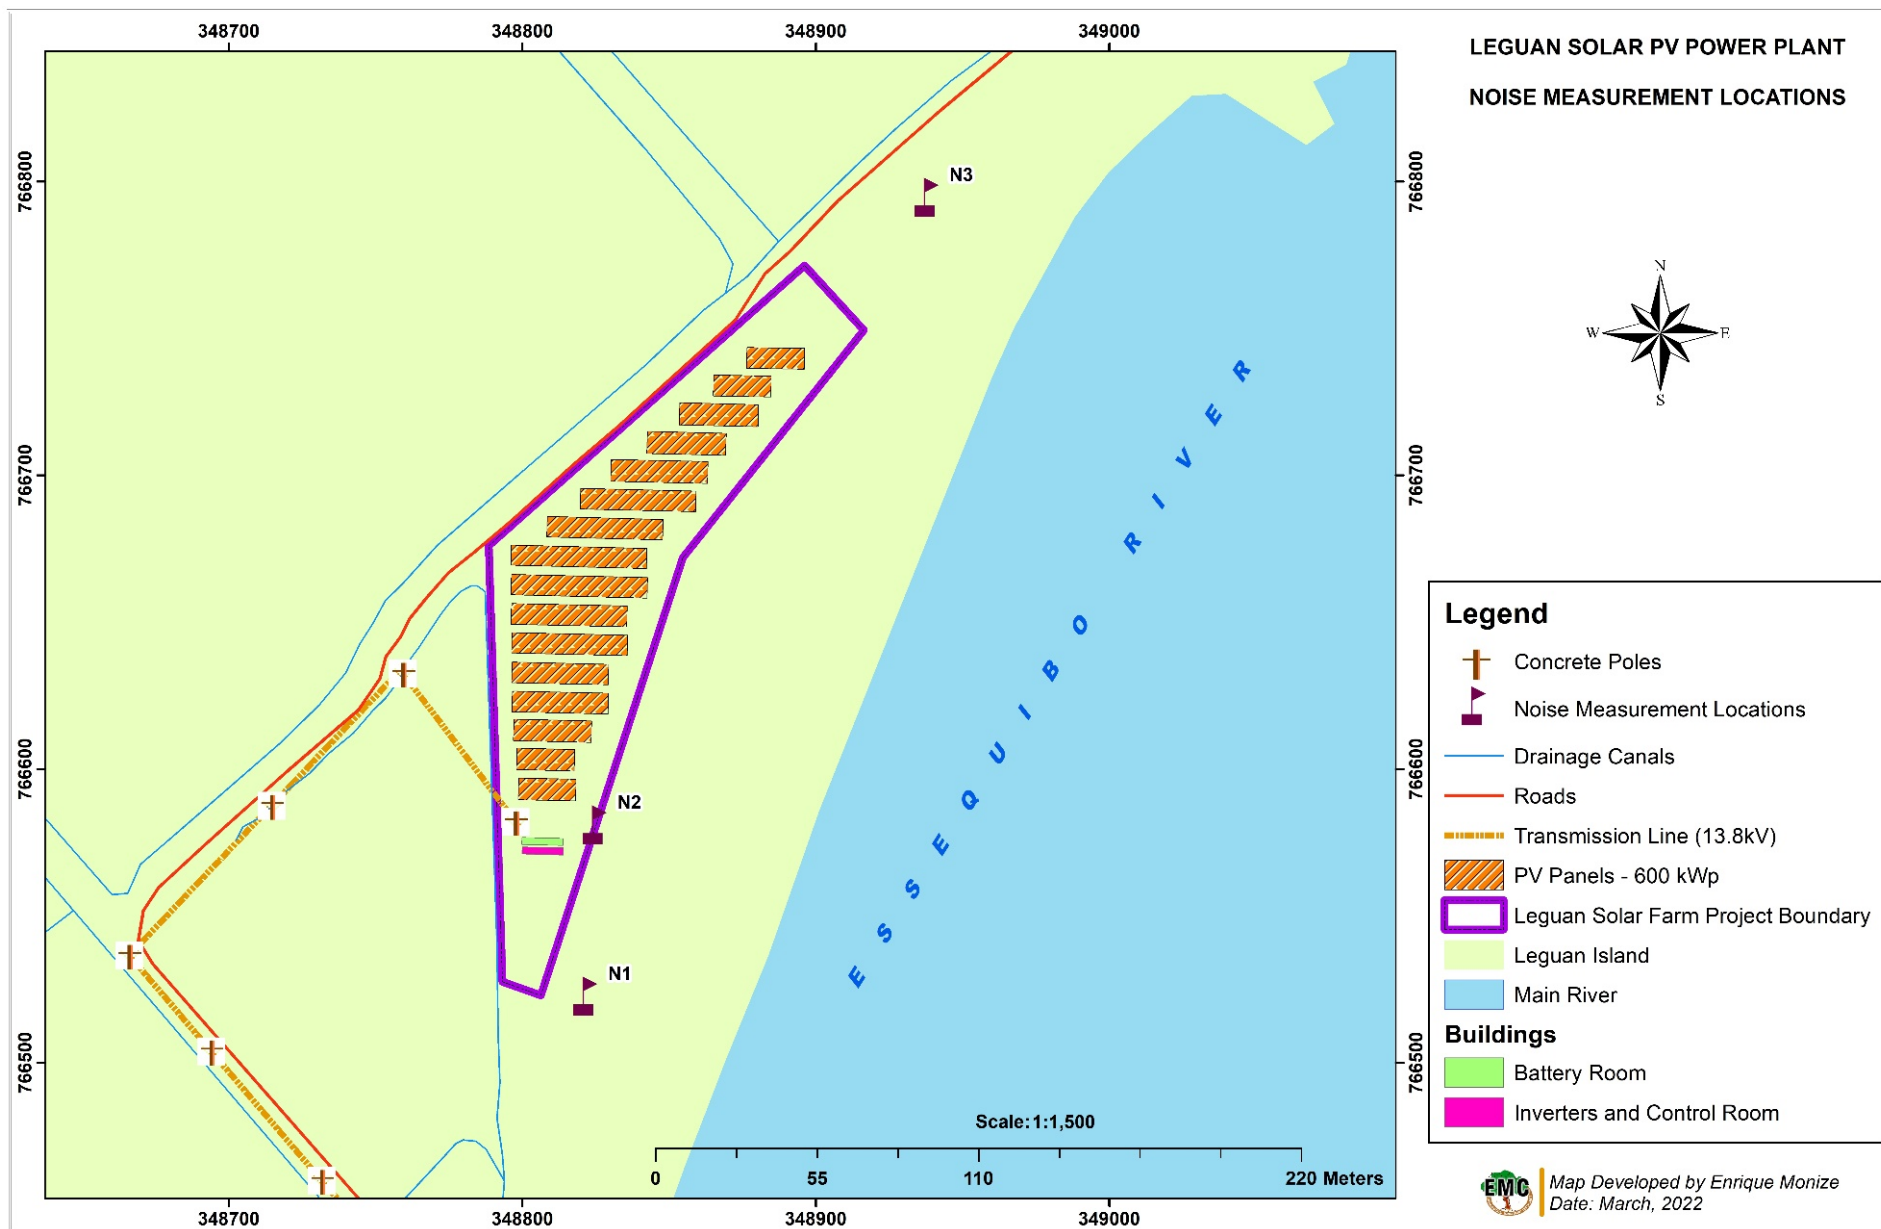 348700 348800 348900 349000
LEGUAN SOLAR PV POWER PLANT
NOISE MEASUREMENT LOCATIONS
766800
766700
766600
766500
766800
766700
766600
766500
N3
N2
N1
ESSEQUIBO RIVER
N
W E
S
Legend
Concrete Poles
Noise Measurement Locations
Drainage Canals
Roads
Transmission Line (13.8kV)
PV Panels - 600 kWp
Leguan Solar Farm Project Boundary
Leguan Island
Main River
Buildings
Battery Room
Inverters and Control Room
Scale: 1:1,500
0 55 110 220 Meters
348700 348800 348900 349000
EMC
Map Developed by Enrique Monize
Date: March, 2022